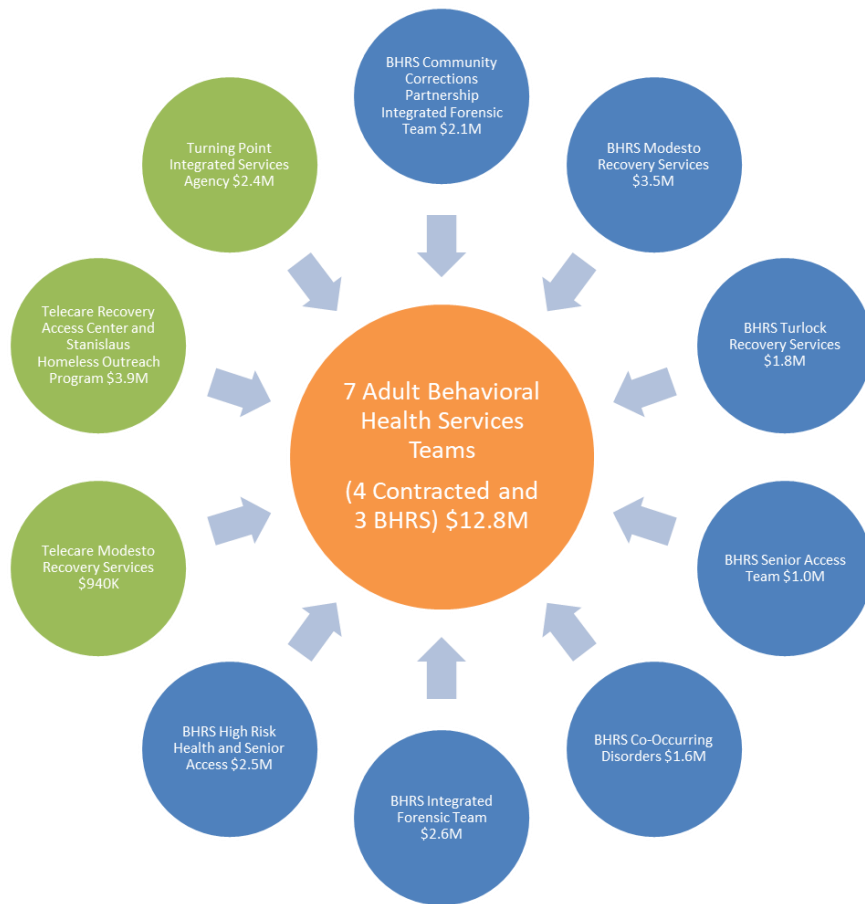 BHRS Community
Corrections
Partnership
Integrated Forensic
Team $2.1M
BHRS Modesto
Recovery Services
$3.5M
BHRS Turlock
Recovery Services
$1.8M
BHRS Senior Access
Team $1.0M
BHRS Co-Occurring
Disorders $1.6M
BHRS Integrated
Forensic Team
$2.6M
BHRS High Risk
Health and Senior
Access $2.5M
Telecare Modesto
Recovery Services
$940K
Telecare Recovery
Access Center and
Stanislaus
Homeless Outreach
Program $3.9M
Turning Point
Integrated Services
Agency $2.4M
7 Adult Behavioral
Health Services
Teams
(4 Contracted and
3 BHRS) $12.8M